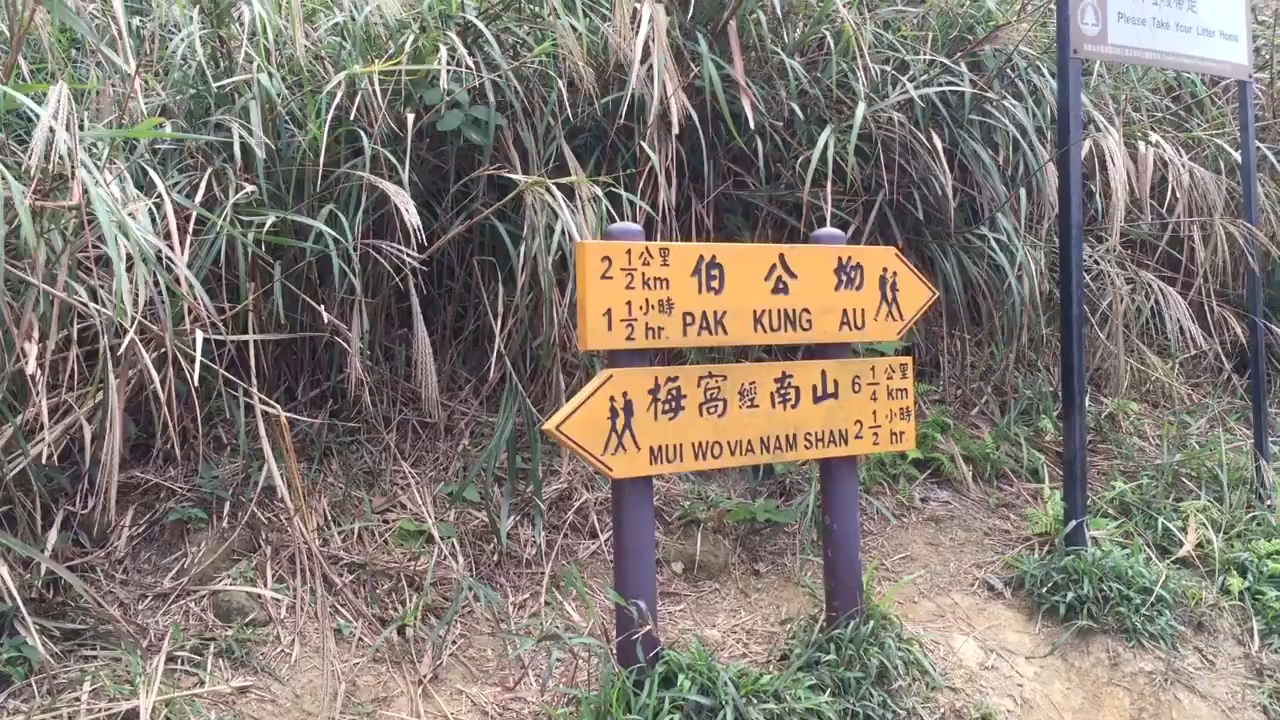 Please Take Your Litter Home
2 1/2 公里 km 伯公坳
1 1/2 小時 hr. PAK KUNG AU
梅窩經南山 6 1/4 公里 km
MUI WO VIA NAM SHAN 2 1/2 小時 hr.